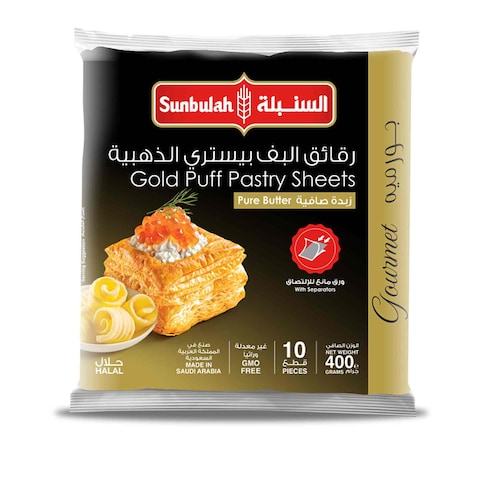 Sunbulah السنبلة
رقائق البف بيستري الذهبية
Gold Puff Pastry Sheets
Pure Butter زبدة صافية
جورميه
Gourmet
ورق مانع للإلتصاق
With Separators
حلال
HALAL
صنع في
المملكة العربية
السعودية
MADE IN
SAUDI ARABIA
غير معدلة
وراثيا
GMO
FREE
10
قطع
PIECES
الوزن الصافي
NET WEIGHT
400
جرام
GRAMS